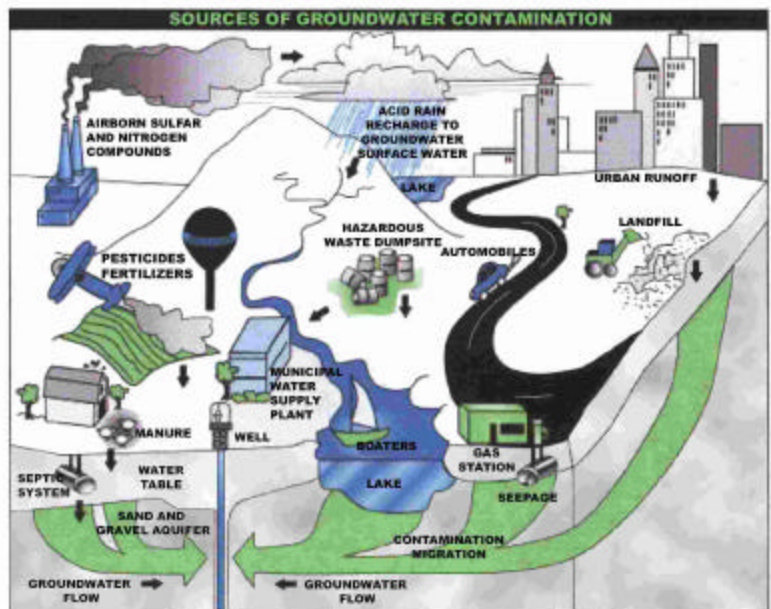 SOURCES OF GROUNDWATER CONTAMINATION
AIRBORN SULFAR
AND NITROGEN
COMPOUNDS
ACID RAIN
RECHARGE TO
GROUNDWATER
SURFACE WATER
LAKE
URBAN RUNOFF
LANDFILL
HAZARDOUS
WASTE DUMPSITE
AUTOMOBILES
PESTICIDES
FERTILIZERS
MUNICIPAL
WATER
SUPPLY
PLANT
MANURE
WELL
BOATERS
GAS
STATION
SEPTIC
SYSTEM
WATER
TABLE
LAKE
SEEPAGE
SAND AND
GRAVEL AQUIFER
CONTAMINATION
MIGRATION
GROUNDWATER
FLOW
GROUNDWATER
FLOW